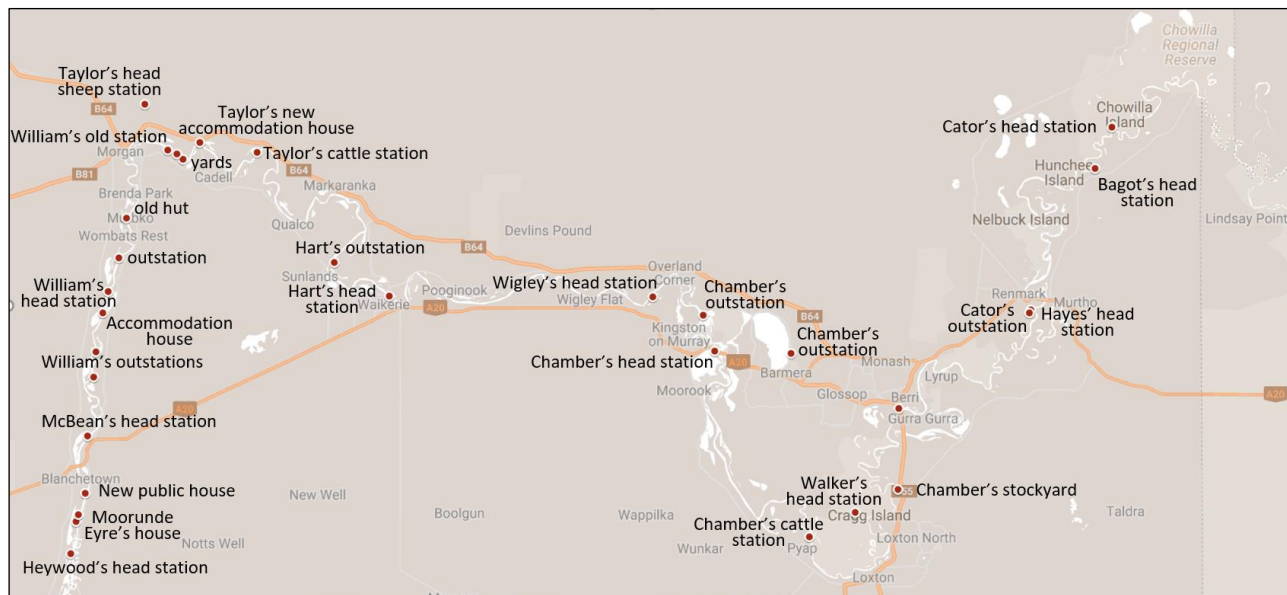 Chowilla
Regional
Reserve
Taylor's head
sheep station
B64
Chowilla
Island
Taylor's new
accommodation house
Cator's head station
William's old station
Morgan
Taylor's cattle station
yards
Cadell
B64
B81
Hunchee
Island
Bagot's head
station
Markaranka
Brenda Park
old hut
Nelbuck Island
Lindsay Point
Qualco
Devlins Pound
Wombats Rest
B64
Hart's outstation
outstation
Overland
Corner
Sunlands
William's
head station
Pooginook
Wigley's head station
Hart's head
station
Waikerie
Wigley Flat
Chamber's
outstation
Renmark
Murtho
A20
B64
Cator's
outstation
Hayes' head
station
Accommodation
house
Kingston
on Murray
Chamber's
outstation
William's outstations
Chamber's head station
A20
Barmera
Monash
Moorook
Glossop
Lyrup
A20
A20
Berri
Gurra Gurra
McBean's head station
Blanchetown
New public house
New Well
Walker's
head station
Chamber's stockyard
Moorunde
Eyre's house
Boolgun
Wappilka
Cragg Island
Taldra
Chamber's cattle
station
Notts Well
Wunkar
Pyap
Loxton North
Heywood's head station
Loxton